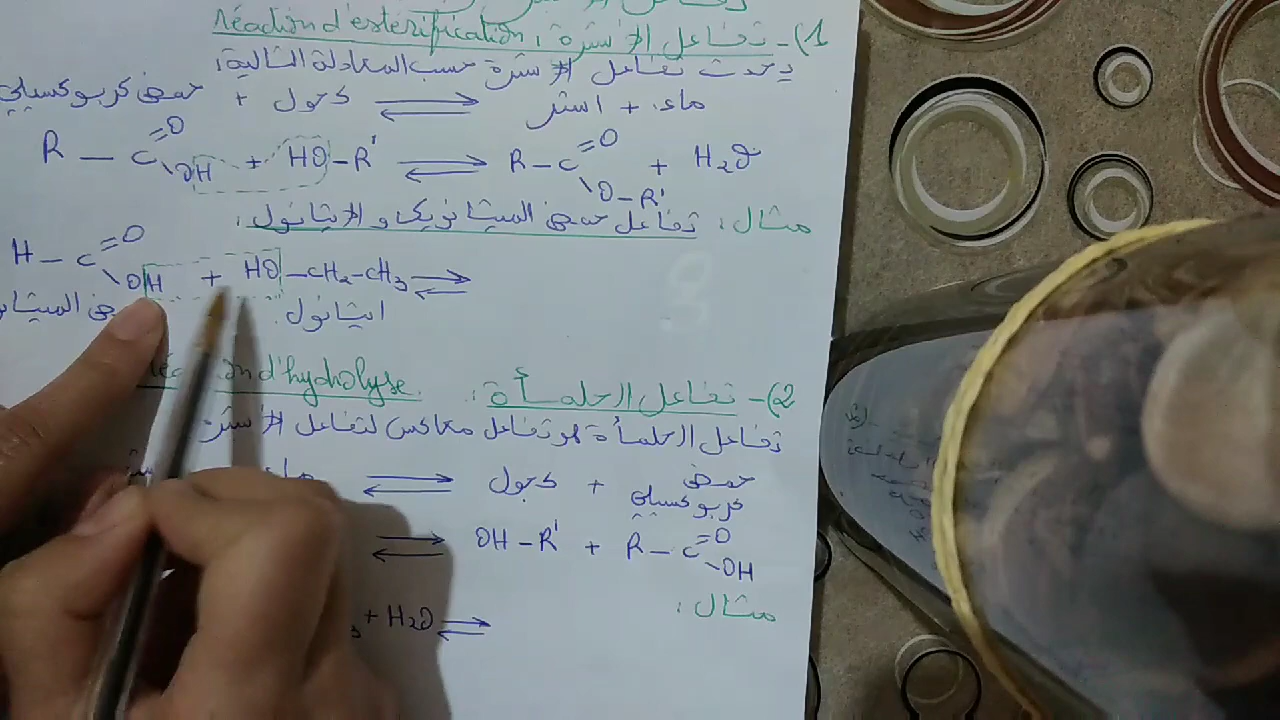 1)- تفاعل الأسترة : Réaction d'estérification
يحدث تفاعل الأسترة حسب المعادلة التالية :
حمض كربوكسيلي + كحول ⇌ استر + ماء
R — C =O OH + HO — R' ⇌ R — C =O O — R' + H₂O
مثال : تفاعل حمض الميثانويك و الإيثانول :
H — C =O OH + HO — CH₂ — CH₃ ⇌
ايثانول
2)- تفاعل الحلمأة : d'hydrolyse
تفاعل الحلمأة هو تفاعل معاكس لتفاعل الأسترة
⇌ كحول + حمض كربوكسيلي
⇌ OH — R' + R — C =O OH
مثال :
3 + H₂O ⇌